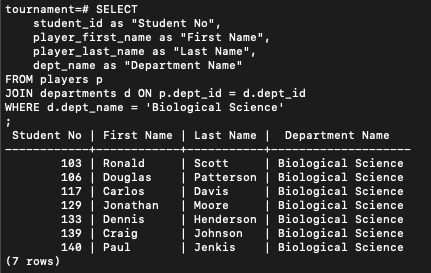 tournament=# SELECT
    student_id as "Student No",
    player_first_name as "First Name",
    player_last_name as "Last Name",
    dept_name as "Department Name"
FROM players p
JOIN departments d ON p.dept_id = d.dept_id
WHERE d.dept_name = 'Biological Science'
;
 Student No | First Name | Last Name |  Department Name
------------+------------+-----------+--------------------
        103 | Ronald     | Scott     | Biological Science
        106 | Douglas    | Patterson | Biological Science
        117 | Carlos     | Davis     | Biological Science
        129 | Jonathan   | Moore     | Biological Science
        133 | Dennis     | Henderson | Biological Science
        139 | Craig      | Johnson   | Biological Science
        140 | Paul       | Jenkis    | Biological Science
(7 rows)